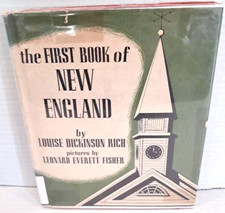 the FIRST BOOK of
NEW
ENGLAND
by
LOUISE DICKINSON RICH
pictures by
LEONARD EVERETT FISHER